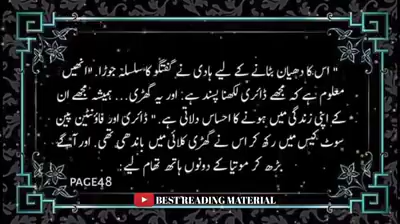 " اس کا دھیان بٹانے کے لیے ہادی نے گفتگو کا سلسلہ جوڑا. "انھیں
معلوم ہے کہ مجھے ڈائری لکھنا پسند ہے: اور یہ گھڑی... ہمیشہ مجھے ان
کے اپنی زندگی میں ہونے کا احساس دلاتی ہے." ڈائری اور فاؤنٹین پین
سوٹ کیس میں رکھ کر اس نے گھڑی کلائی میں باندھی تھی. اور آگے
بڑھ کر مونیا کے دونوں ہاتھ تھام لیے:
PAGE48
BESTREADING MATERIAL